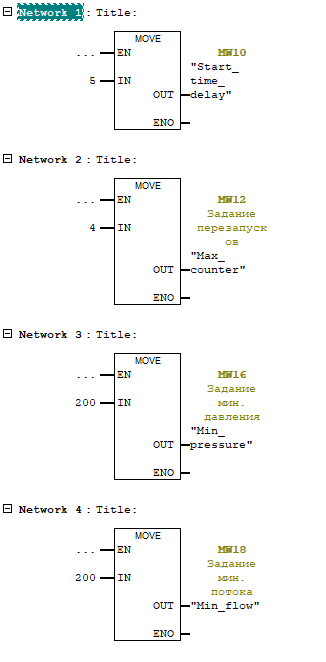 Network 1: Title:
MOVE
... EN
MW10
5 IN
"Start_
time_
OUT delay"
ENO
Network 2: Title:
MOVE
... EN
MW12
Задание
4 IN
перезапуск
ов
"Max_
OUT counter"
ENO
Network 3: Title:
MOVE
... EN
MW16
Задание
200 IN
мин.
давления
"Min_
OUT pressure"
ENO
Network 4: Title:
MOVE
... EN
MW18
Задание
200 IN
мин.
потока
OUT "Min_flow"
ENO